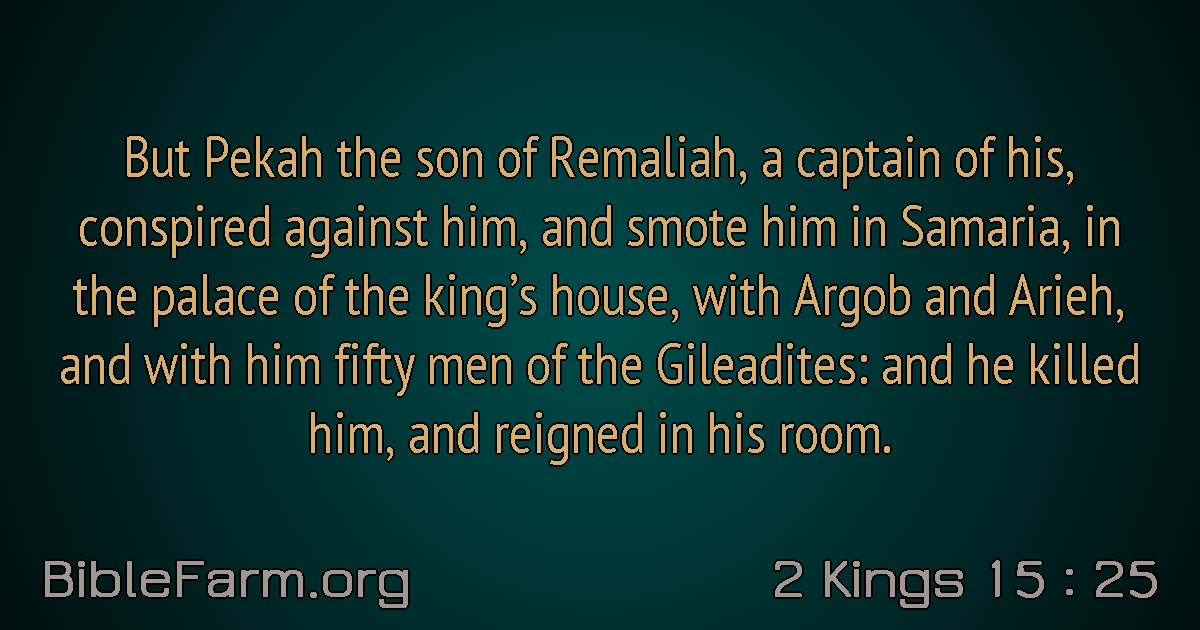 But Pekah the son of Remaliah, a captain of his,
conspired against him, and smote him in Samaria, in
the palace of the king’s house, with Argob and Arieh,
and with him fifty men of the Gileadites: and he killed
him, and reigned in his room.
BibleFarm.org
2 Kings 15 : 25